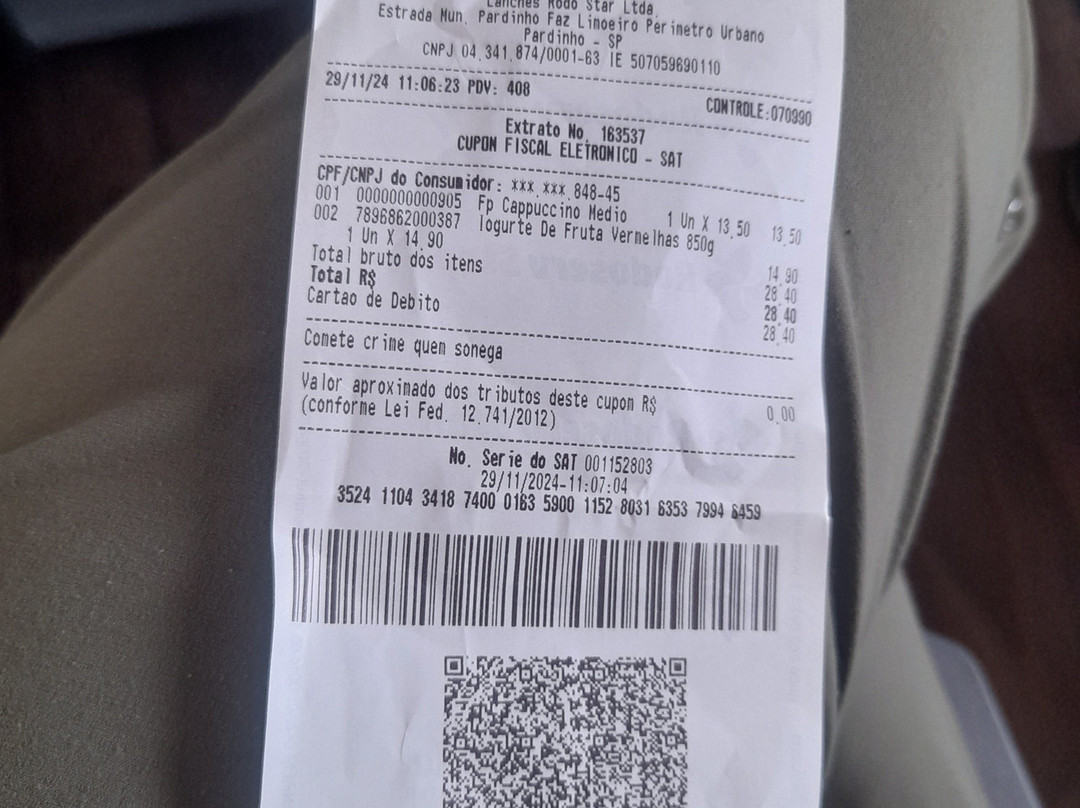 Lanches Rodo Star Ltda.
Estrada Mun. Pardinho Faz Limoeiro Perimetro Urbano
Pardinho - SP
CNPJ 04.341.874/0001-63 IE 507059690110
29/11/24 11:06:23 PDV: 408 CONTROLE:070990
Extrato No. 163537
CUPON FISCAL ELETRONICO - SAT
CPF/CNPJ do Consumidor: ***.***.848-45
001 0000000000905 Fp Cappuccino Medio 1 Un X 13.50 13.50
002 7896862000387 Iogurte De Fruta Vermelhas 850g
1 Un X 14.90 14.90
Total bruto dos itens 28.40
Total R$ 28.40
Cartao de Debito 28.40
Comete crime quem sonega
Valor aproximado dos tributos deste cupom R$ 0.00
(conforme Lei Fed. 12.741/2012)
No. Serie do SAT 001152803
29/11/2024-11:07:04
3524 1104 3418 7400 0163 5900 1152 8031 6353 7994 6459